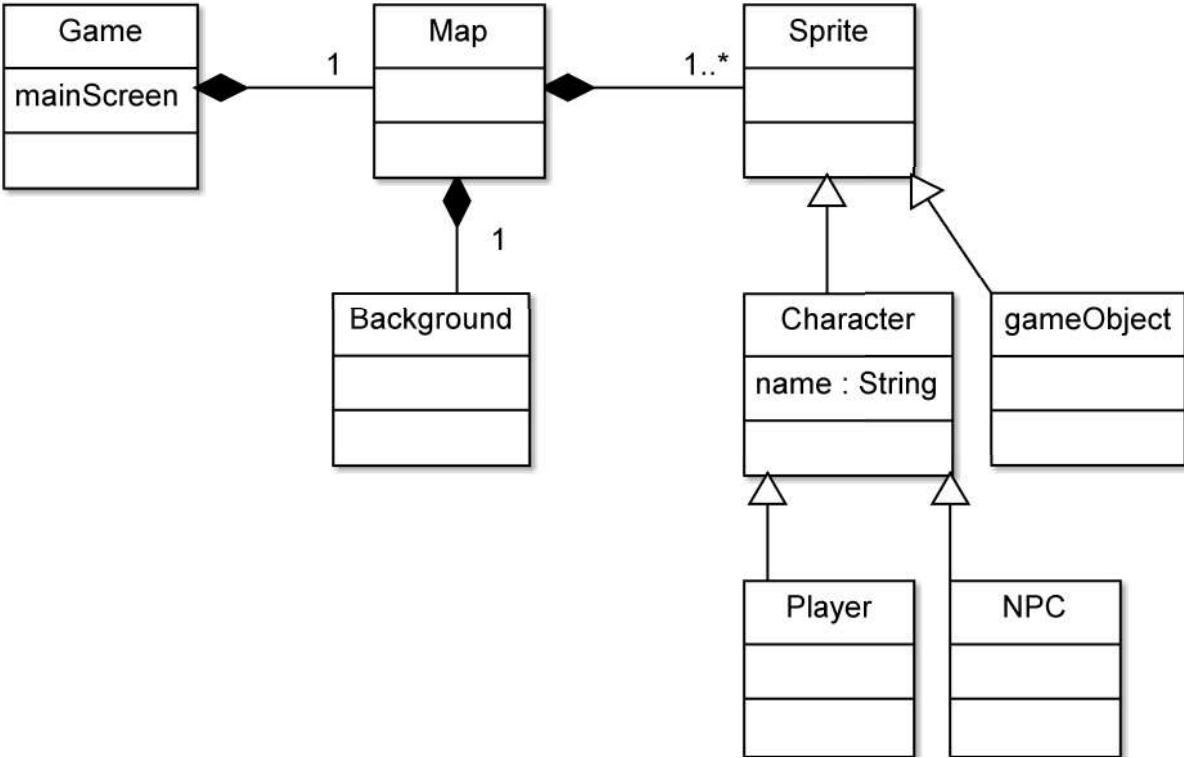 Game
mainScreen
1
Map
1..*
Sprite
1
Background
Character
name : String
gameObject
Player
NPC